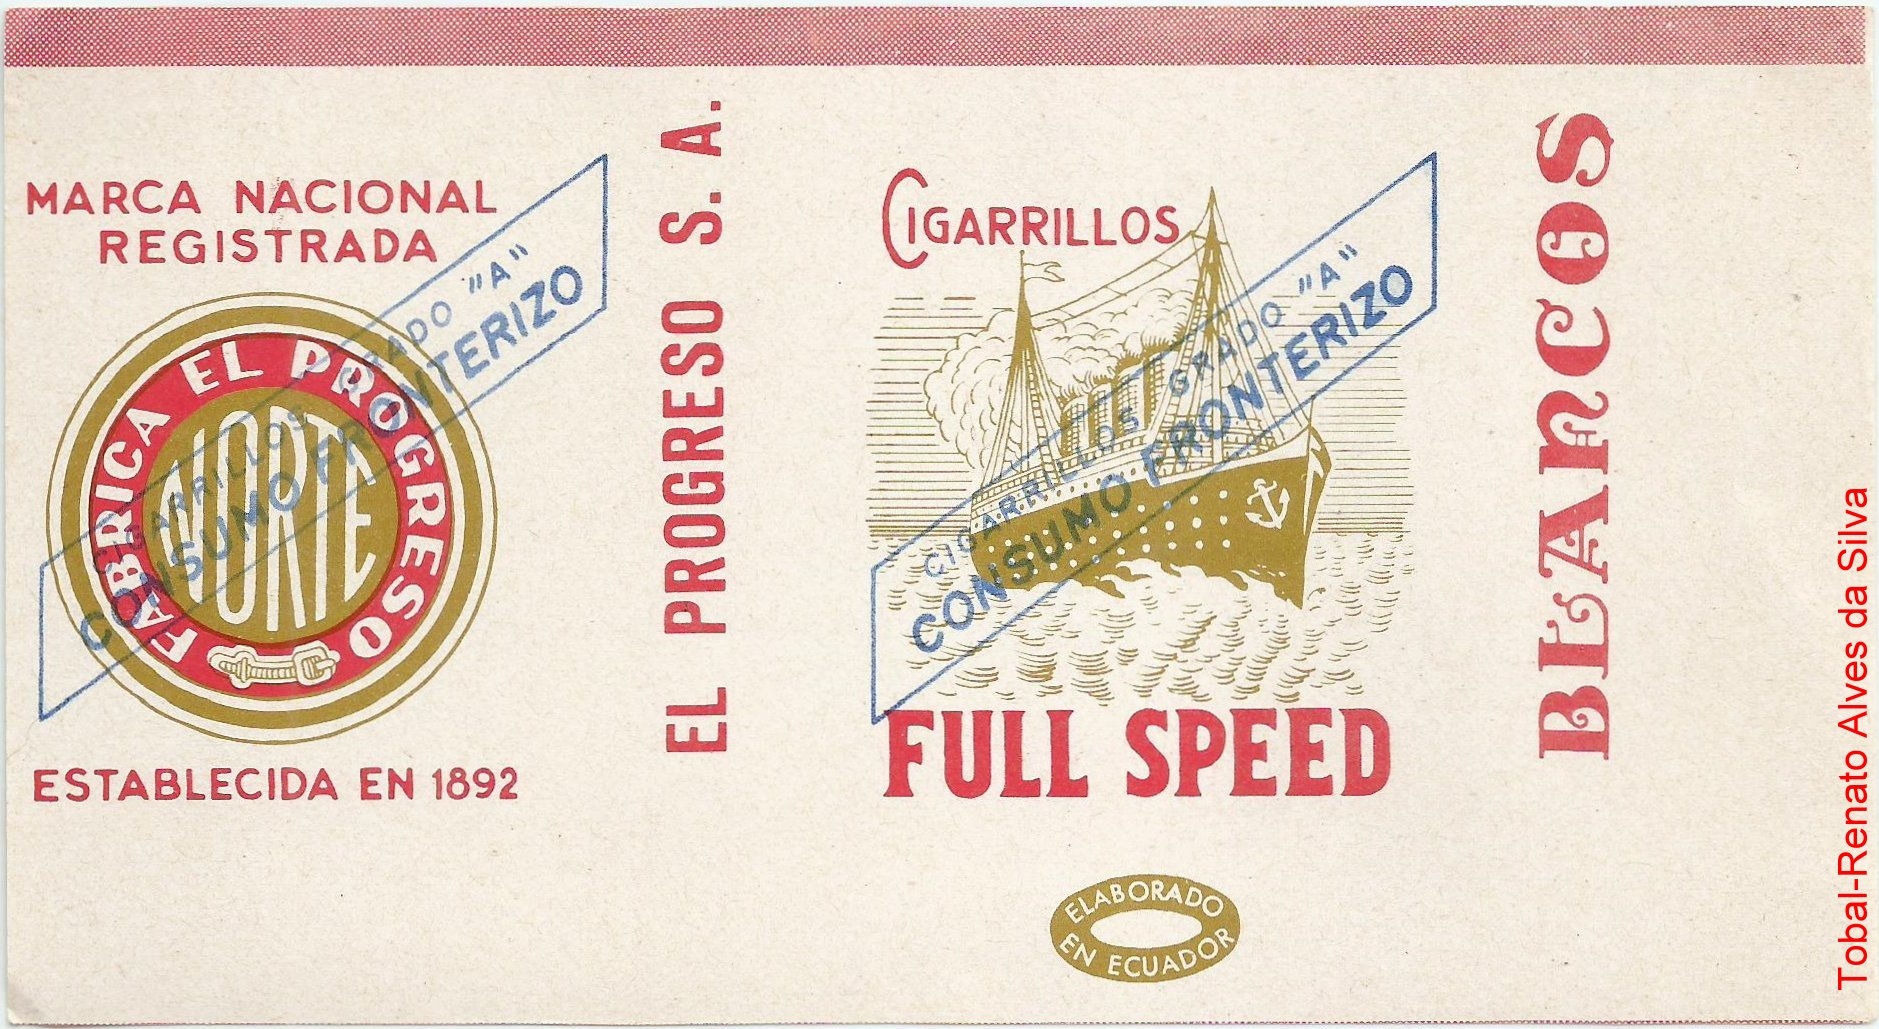 MARCA NACIONAL
REGISTRADA
FABRICA EL PROGRESO
NORTE
CIGARRILLOS GRADO "A"
CONSUMO FRONTERIZO
ESTABLECIDA EN 1892
EL PROGRESO S. A.
CIGARRILLOS
CIGARRILLOS GRADO "A"
CONSUMO FRONTERIZO
FULL SPEED
ELABORADO
EN ECUADOR
BLANCOS
Tobal-Renato Alves da Silva